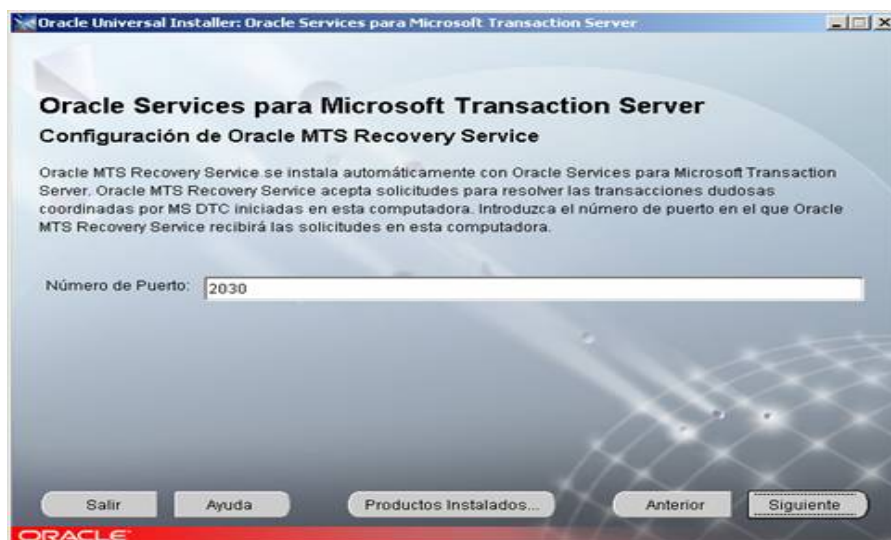 Oracle Universal Installer: Oracle Services para Microsoft Transaction Server
Oracle Services para Microsoft Transaction Server
Configuración de Oracle MTS Recovery Service
Oracle MTS Recovery Service se instala automáticamente con Oracle Services para Microsoft Transaction
Server. Oracle MTS Recovery Service acepta solicitudes para resolver las transacciones dudosas
coordinadas por MS DTC iniciadas en esta computadora. Introduzca el número de puerto en el que Oracle
MTS Recovery Service recibirá las solicitudes en esta computadora.
Número de Puerto: 2030
Salir Ayuda Productos Instalados... Anterior Siguiente
ORACLE